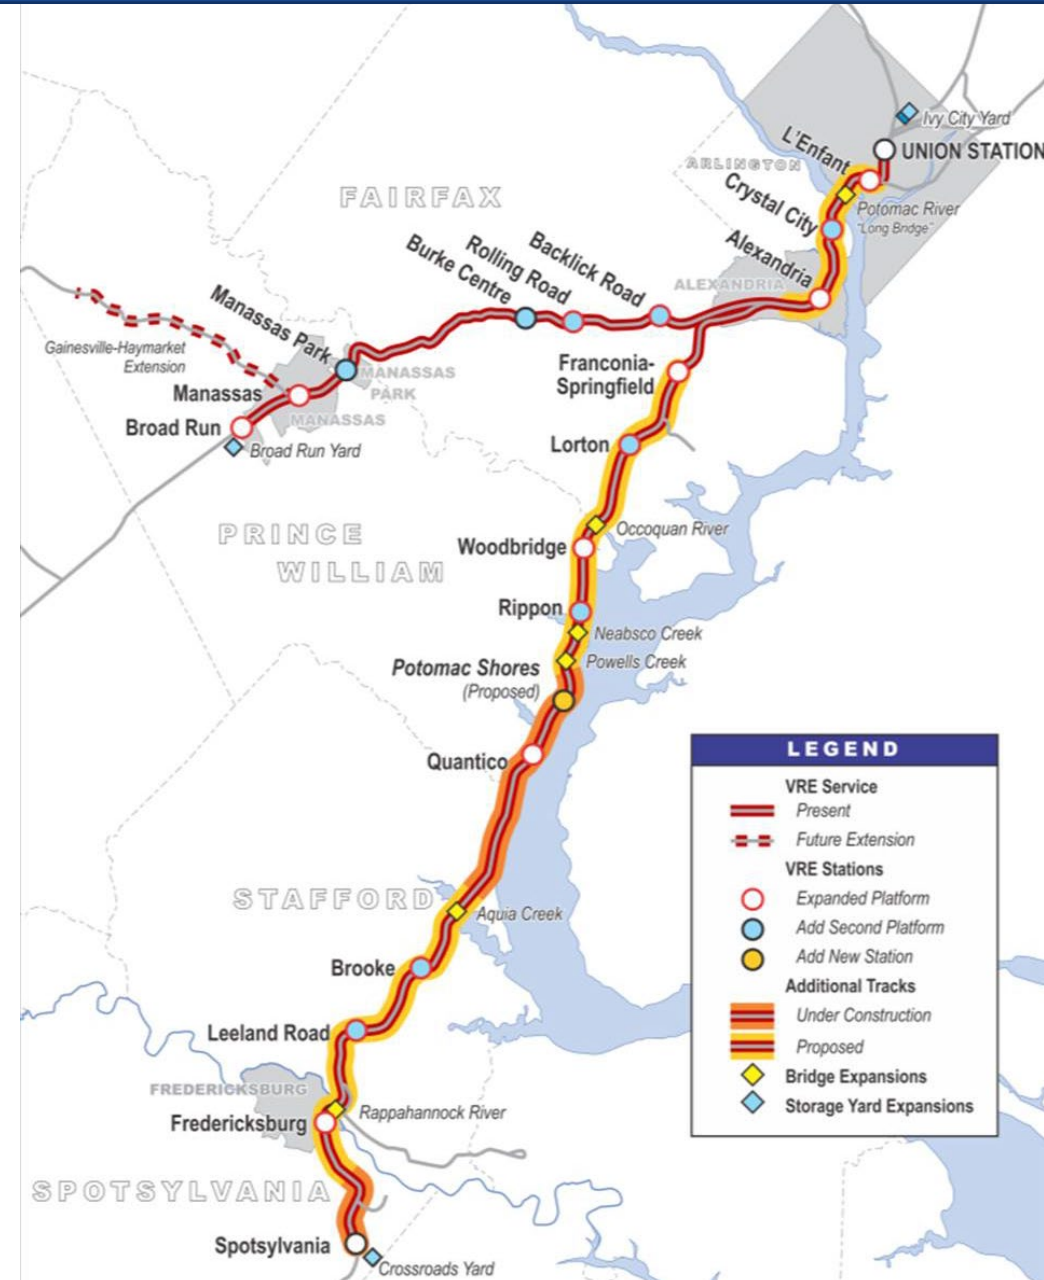 Ivy City Yard
L'Enfant
UNION STATION
ARLINGTON
Crystal City
Potomac River
"Long Bridge"
FAIRFAX
Alexandria
Backlick Road
Rolling Road
Burke Centre
ALEXANDRIA
Manassas Park
Gainesville-Haymarket
Extension
MANASSAS
PARK
Franconia-
Springfield
Manassas
MANASSAS
Broad Run
Broad Run Yard
Lorton
PRINCE
WILLIAM
Occoquan River
Woodbridge
Rippon
Neabsco Creek
Powells Creek
Potomac Shores
(Proposed)
Quantico
STAFFORD
Aquia Creek
Brooke
Leeland Road
FREDERICKSBURG
Rappahannock River
Fredericksburg
SPOTSYLVANIA
Spotsylvania
Crossroads Yard
LEGEND
VRE Service
Present
Future Extension
VRE Stations
Expanded Platform
Add Second Platform
Add New Station
Additional Tracks
Under Construction
Proposed
Bridge Expansions
Storage Yard Expansions